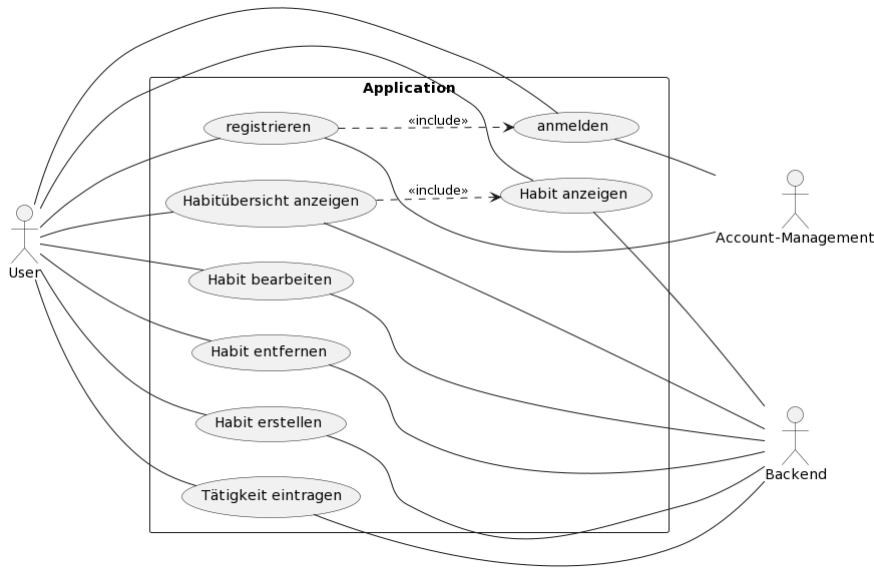 Application
registrieren
«include»
anmelden
Habitübersicht anzeigen
«include»
Habit anzeigen
Account-Management
User
Habit bearbeiten
Habit entfernen
Habit erstellen
Backend
Tätigkeit eintragen